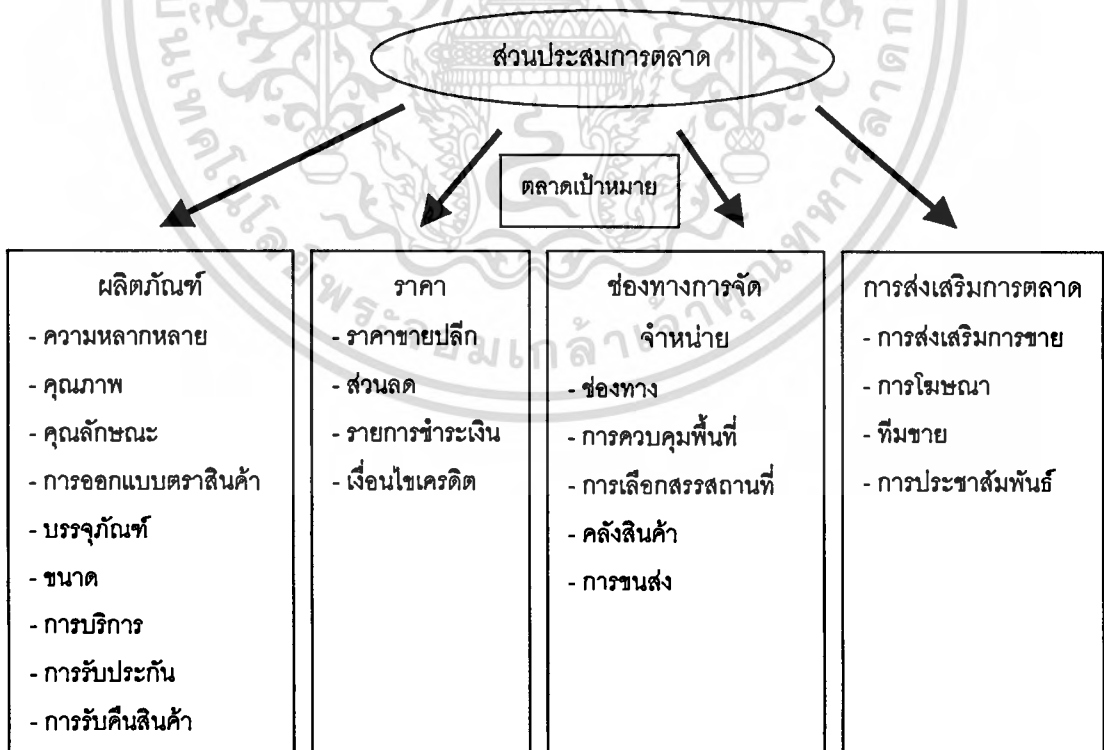 ส่วนประสมการตลาด
ตลาดเป้าหมาย
ผลิตภัณฑ์
- ความหลากหลาย
- คุณภาพ
- คุณลักษณะ
- การออกแบบตราสินค้า
- บรรจุภัณฑ์
- ขนาด
- การบริการ
- การรับประกัน
- การรับคืนสินค้า
ราคา
- ราคาขายปลีก
- ส่วนลด
- รายการชำระเงิน
- เงื่อนไขเครดิต
ช่องทางการจัด
จำหน่าย
- ช่องทาง
- การควบคุมพื้นที่
- การเลือกสรรสถานที่
- คลังสินค้า
- การขนส่ง
การส่งเสริมการตลาด
- การส่งเสริมการขาย
- การโฆษณา
- ทีมขาย
- การประชาสัมพันธ์